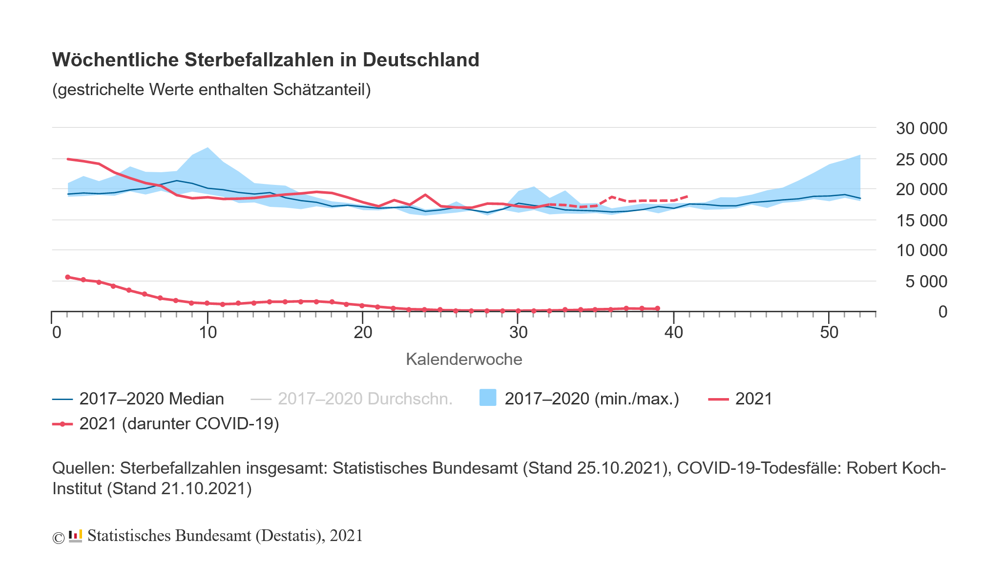 Wöchentliche Sterbefallzahlen in Deutschland
(gestrichelte Werte enthalten Schätzanteil)
30 000
25 000
20 000
15 000
10 000
5 000
0
0 10 20 30 40 50
Kalenderwoche
2017–2020 Median 2017–2020 Durchschn. 2017–2020 (min./max.) 2021
2021 (darunter COVID-19)
Quellen: Sterbefallzahlen insgesamt: Statistisches Bundesamt (Stand 25.10.2021), COVID-19-Todesfälle: Robert Koch-
Institut (Stand 21.10.2021)
© Statistisches Bundesamt (Destatis), 2021